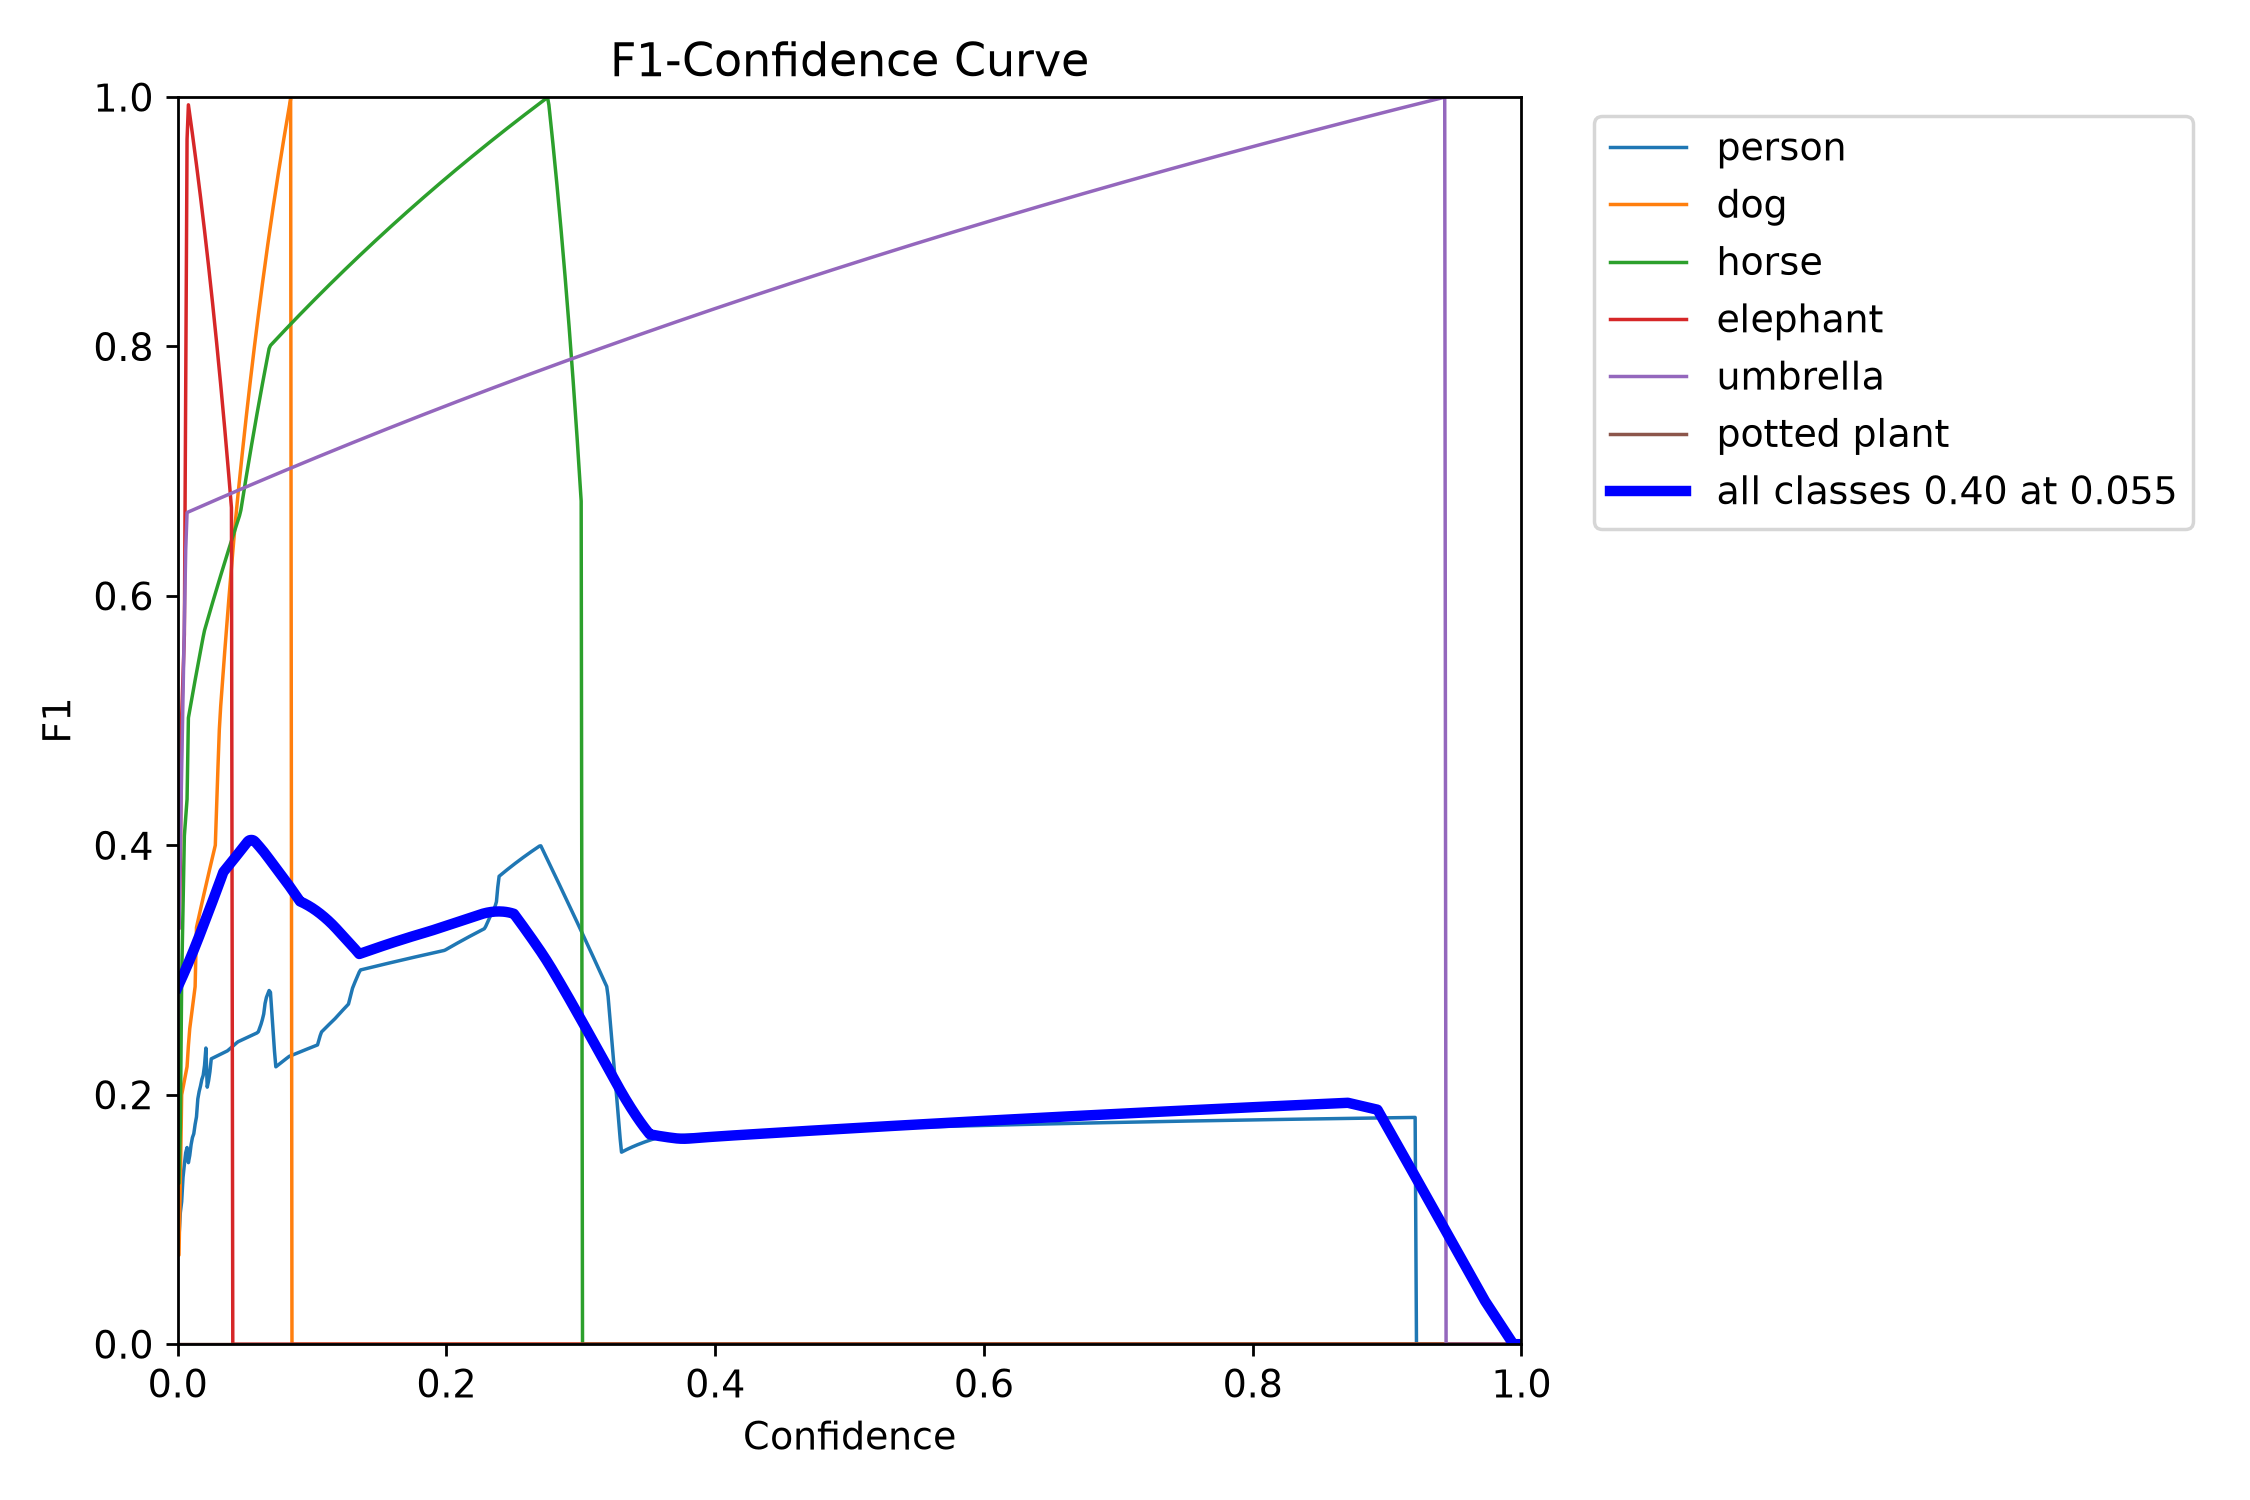 F1-Confidence Curve
1.0
0.8
0.6
0.4
0.2
0.0
F1
0.0 0.2 0.4 0.6 0.8 1.0
Confidence
person
dog
horse
elephant
umbrella
potted plant
all classes 0.40 at 0.055